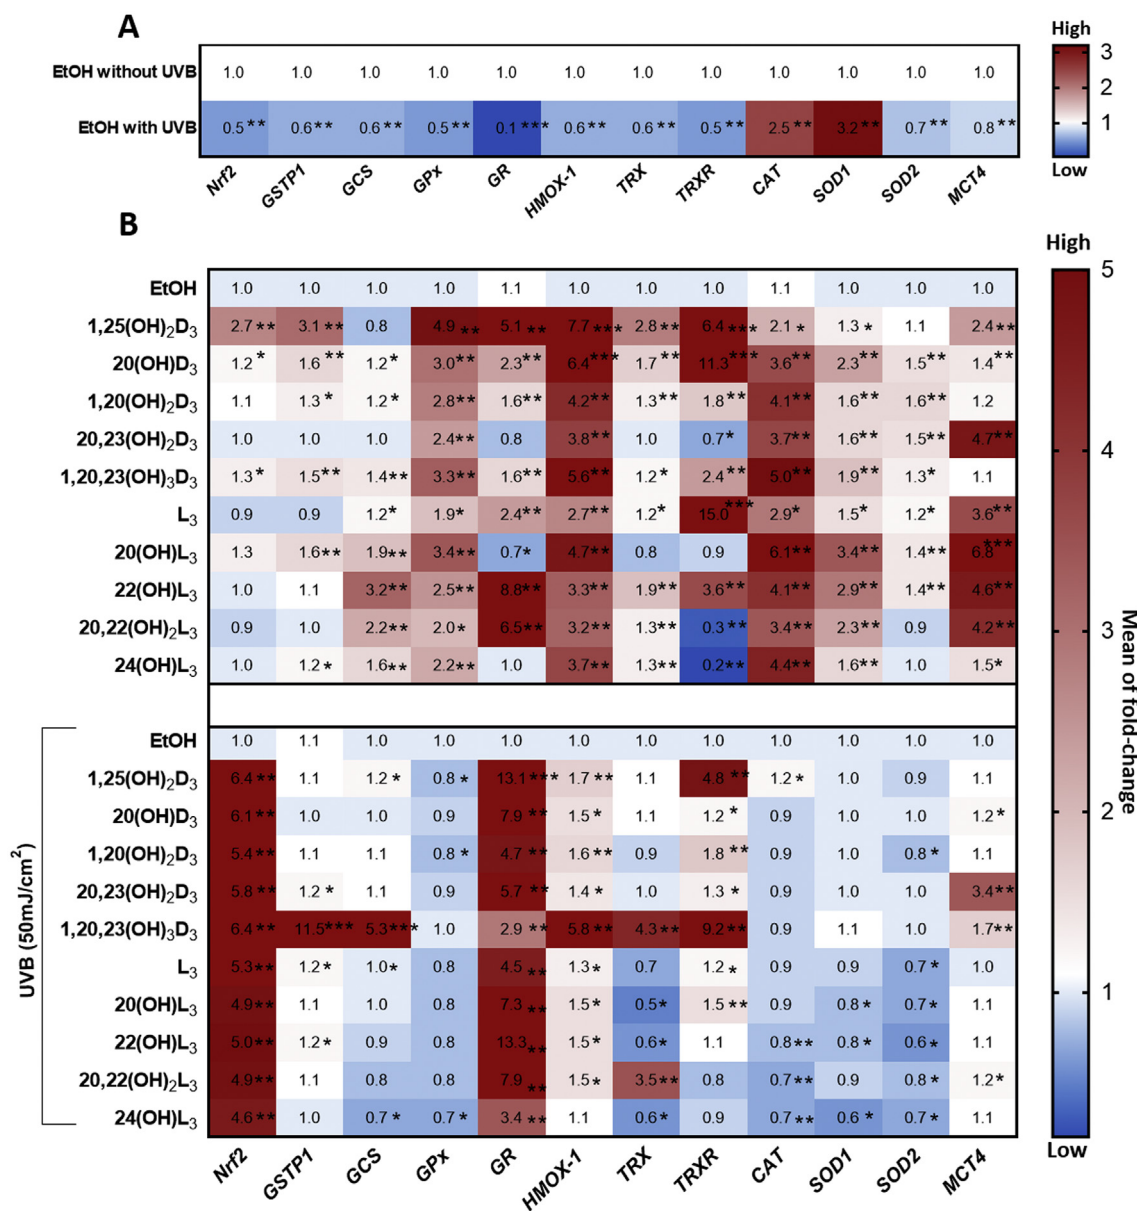 A
High
EtOH without UVB 1.0 1.0 1.0 1.0 1.0 1.0 1.0 1.0 1.0 1.0 1.0 1.0
EtOH with UVB 0.5** 0.6** 0.6** 0.5** 0.1*** 0.6** 0.6** 0.5** 2.5** 3.2** 0.7** 0.8**
3
2
1
Low
Nrf2 GSTP1 GCS GPx GR HMOX-1 TRX TRXR CAT SOD1 SOD2 MCT4
B
High
EtOH 1.0 1.0 1.0 1.0 1.1 1.0 1.0 1.0 1.1 1.0 1.0 1.0
1,25(OH)₂D₃ 2.7** 3.1** 0.8 4.9** 5.1** 7.7*** 2.8** 6.4*** 2.1* 1.3* 1.1 2.4**
20(OH)D₃ 1.2* 1.6** 1.2* 3.0** 2.3** 6.4*** 1.7** 11.3*** 3.6** 2.3** 1.5** 1.4**
1,20(OH)₂D₃ 1.1 1.3* 1.2* 2.8** 1.6** 4.2** 1.3** 1.8** 4.1** 1.6** 1.6** 1.2
20,23(OH)₂D₃ 1.0 1.0 1.0 2.4** 0.8 3.8** 1.0 0.7* 3.7** 1.6** 1.5** 4.7**
1,20,23(OH)₃D₃ 1.3* 1.5** 1.4** 3.3** 1.6** 5.6** 1.2* 2.4** 5.0** 1.9** 1.3* 1.1
L₃ 0.9 0.9 1.2* 1.9* 2.4** 2.7** 1.2* 15.0*** 2.9* 1.5* 1.2* 3.6**
20(OH)L₃ 1.3 1.6** 1.9** 3.4** 0.7* 4.7** 0.8 0.9 6.1** 3.4** 1.4** 6.8***
22(OH)L₃ 1.0 1.1 3.2** 2.5** 8.8** 3.3** 1.9** 3.6** 4.1** 2.9** 1.4** 4.6**
20,22(OH)₂L₃ 0.9 1.0 2.2** 2.0* 6.5** 3.2** 1.3** 0.3** 3.4** 2.3** 0.9 4.2**
24(OH)L₃ 1.0 1.2* 1.6** 2.2** 1.0 3.7** 1.3** 0.2** 4.4** 1.6** 1.0 1.5*
UVB (50mJ/cm²)
EtOH 1.0 1.1 1.0 1.0 1.0 1.0 1.0 1.0 1.0 1.0 1.0 1.0
1,25(OH)₂D₃ 6.4** 1.1 1.2* 0.8* 13.1*** 1.7** 1.1 4.8** 1.2* 1.0 0.9 1.1
20(OH)D₃ 6.1** 1.0 1.0 0.9 7.9** 1.5* 1.1 1.2* 0.9 1.0 1.0 1.2*
1,20(OH)₂D₃ 5.4** 1.1 1.1 0.8* 4.7** 1.6** 0.9 1.8** 0.9 1.0 0.8* 1.1
20,23(OH)₂D₃ 5.8** 1.2* 1.1 0.9 5.7** 1.4* 1.0 1.3* 0.9 1.0 1.0 3.4**
1,20,23(OH)₃D₃ 6.4** 11.5*** 5.3*** 1.0 2.9** 5.8** 4.3** 9.2** 0.9 1.1 1.0 1.7**
L₃ 5.3** 1.2* 1.0* 0.8 4.5** 1.3* 0.7 1.2* 0.9 0.9 0.7* 1.0
20(OH)L₃ 4.9** 1.1 1.0 0.8 7.3** 1.5* 0.5* 1.5** 0.9 0.8* 0.7* 1.1
22(OH)L₃ 5.0** 1.2* 0.9 0.8 13.3** 1.5* 0.6* 1.1 0.8** 0.8* 0.6* 1.1
20,22(OH)₂L₃ 4.9** 1.1 0.8 0.8 7.9** 1.5* 3.5** 0.8 0.7** 0.9 0.8* 1.2*
24(OH)L₃ 4.6** 1.0 0.7* 0.7* 3.4** 1.1 0.6* 0.9 0.7** 0.6* 0.7* 1.1
5
4
3
2
1
Mean of fold-change
Low
Nrf2 GSTP1 GCS GPx GR HMOX-1 TRX TRXR CAT SOD1 SOD2 MCT4